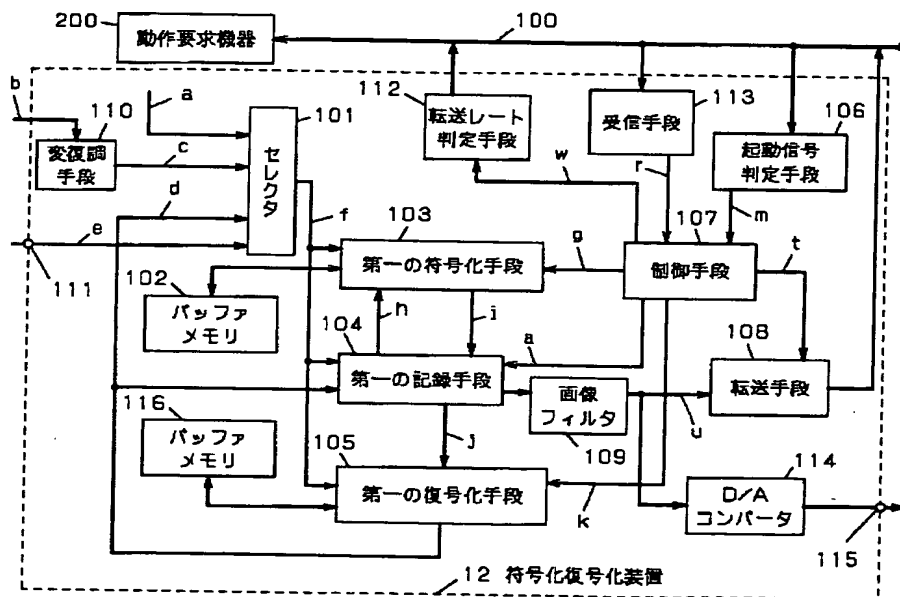 200
動作要求機器
100
b
110
変復調
手段
a
c
d
e
111
101
セレクタ
f
112
転送レート
判定手段
w
113
受信手段
r
106
起動信号
判定手段
m
103
第一の符号化手段
g
107
制御手段
t
102
バッファ
メモリ
h
i
104
第一の記録手段
a
画像
フィルタ
109
u
108
転送手段
116
バッファ
メモリ
j
105
第一の復号化手段
k
114
D/A
コンバータ
115
12 符号化復号化装置